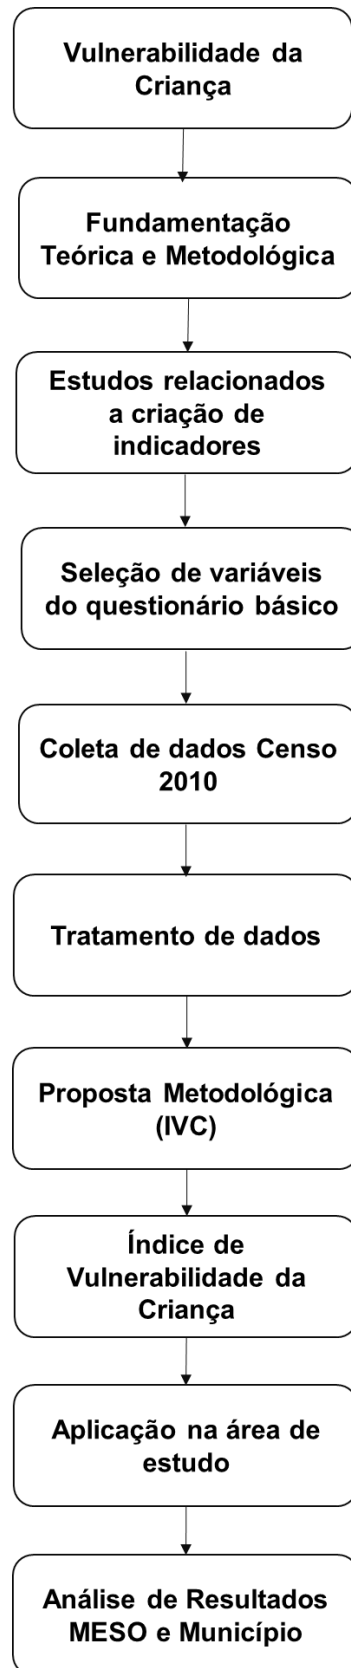 Vulnerabilidade da
Criança
Fundamentação
Teórica e Metodológica
Estudos relacionados
a criação de
indicadores
Seleção de variáveis
do questionário básico
Coleta de dados Censo
2010
Tratamento de dados
Proposta Metodológica
(IVC)
Índice de
Vulnerabilidade da
Criança
Aplicação na área de
estudo
Análise de Resultados
MESO e Município